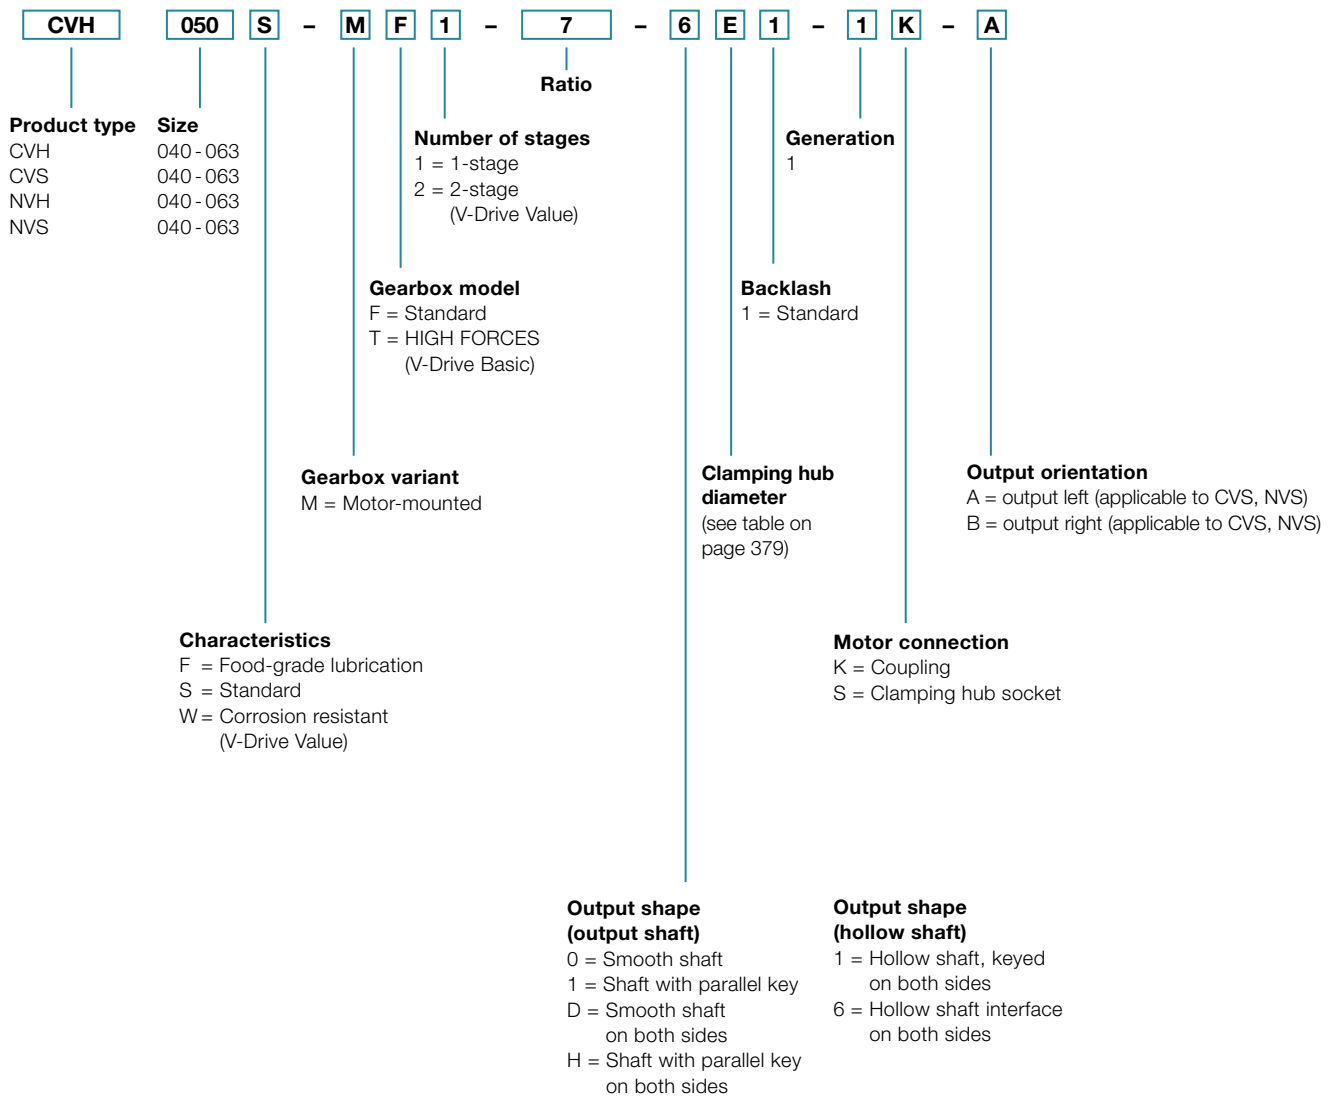 CVH 050 S – M F 1 – 7 – 6 E 1 – 1 K – A
Ratio
Product type
CVH
CVS
NVH
NVS
Size
040 - 063
040 - 063
040 - 063
040 - 063
Number of stages
1 = 1-stage
2 = 2-stage
(V-Drive Value)
Generation
1
Gearbox model
F = Standard
T = HIGH FORCES
(V-Drive Basic)
Backlash
1 = Standard
Gearbox variant
M = Motor-mounted
Clamping hub
diameter
(see table on
page 379)
Output orientation
A = output left (applicable to CVS, NVS)
B = output right (applicable to CVS, NVS)
Characteristics
F = Food-grade lubrication
S = Standard
W = Corrosion resistant
(V-Drive Value)
Motor connection
K = Coupling
S = Clamping hub socket
Output shape
(output shaft)
0 = Smooth shaft
1 = Shaft with parallel key
D = Smooth shaft
on both sides
H = Shaft with parallel key
on both sides
Output shape
(hollow shaft)
1 = Hollow shaft, keyed
on both sides
6 = Hollow shaft interface
on both sides